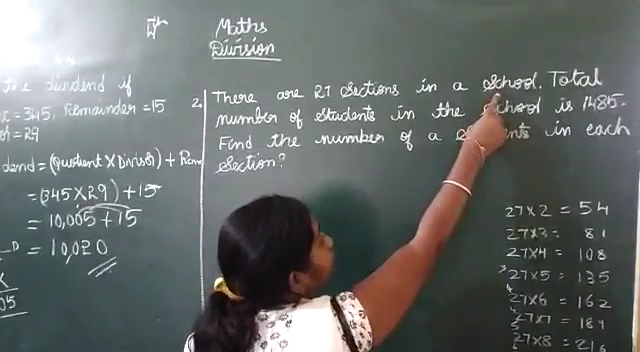 Maths
Division
the dividend if
= 345, Remainder = 15
= 29
dend = (Quotient × Divisor) + Rem
= (345 × 29) + 15
= 10,005 + 15
= 10,020
2. There are 27 Sections in a School. Total
number of students in the School is 1485.
Find the number of a in each
Section?
27×2 = 54
27×3 = 81
27×4 = 108
27×5 = 135
27×6 = 162
27×7 = 189
27×8 = 216